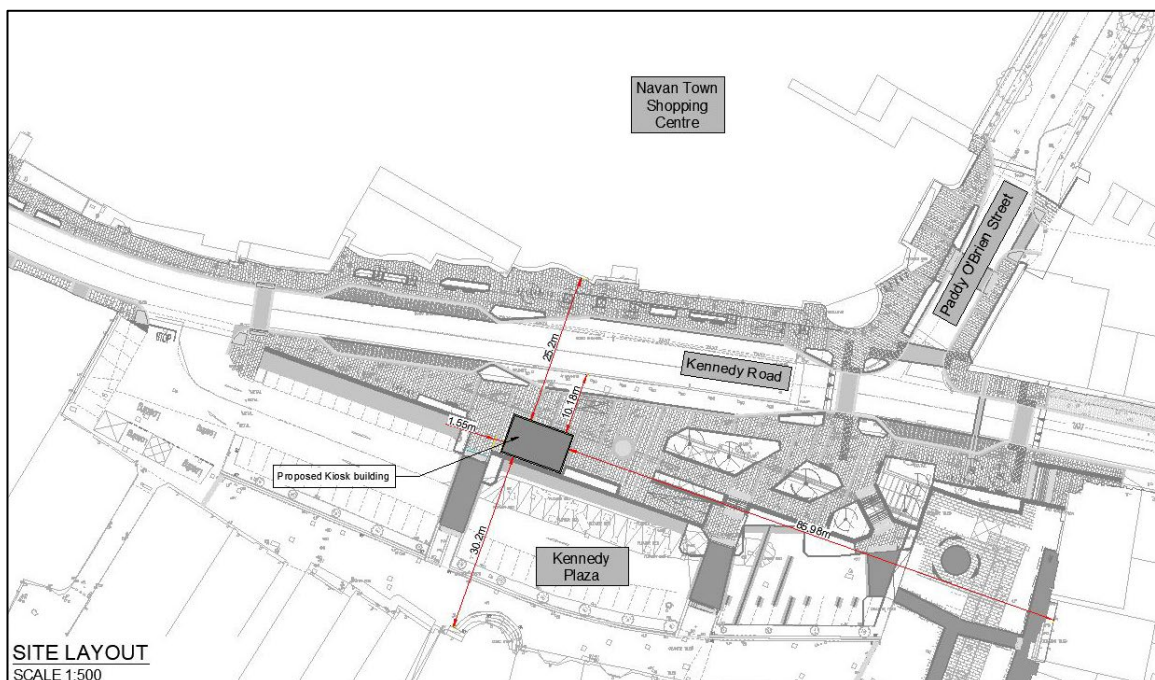 Navan Town
Shopping
Centre
Paddy O'Brien Street
Kennedy Road
25.2m
10.18m
1.55m
Proposed Kiosk building
30.2m
66.98m
Kennedy
Plaza
SITE LAYOUT
SCALE 1:500